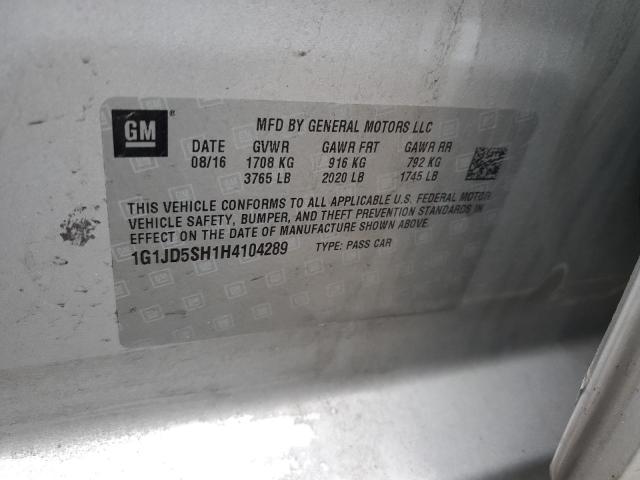 GM ®
MFD BY GENERAL MOTORS LLC
DATE GVWR GAWR FRT GAWR RR
08/16 1708 KG 916 KG 792 KG
3765 LB 2020 LB 1745 LB
THIS VEHICLE CONFORMS TO ALL APPLICABLE U.S. FEDERAL MOTOR
VEHICLE SAFETY, BUMPER, AND THEFT PREVENTION STANDARDS IN
EFFECT ON THE DATE OF MANUFACTURE SHOWN ABOVE.
1G1JD5SH1H4104289 TYPE: PASS CAR